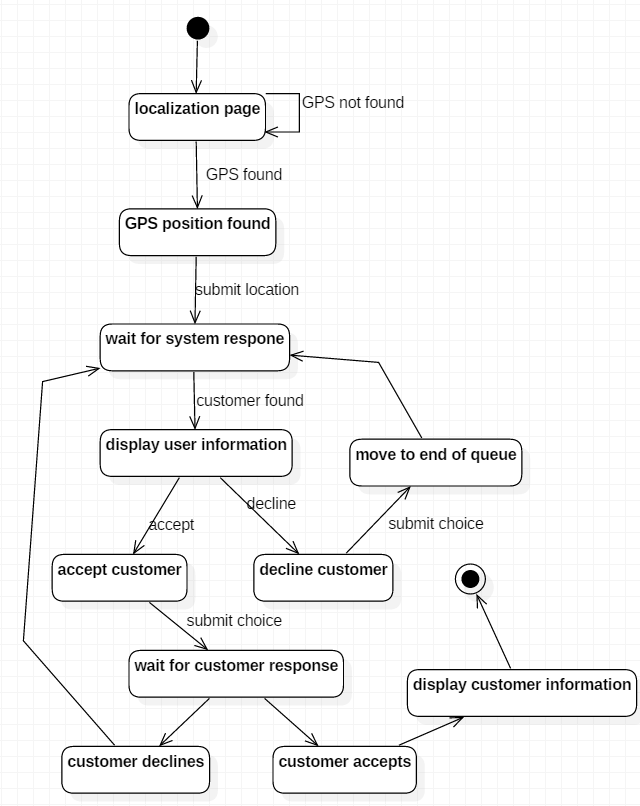 GPS not found
localization page
GPS found
GPS position found
submit location
wait for system respone
customer found
display user information
move to end of queue
decline
accept
submit choice
accept customer
decline customer
submit choice
wait for customer response
display customer information
customer declines
customer accepts